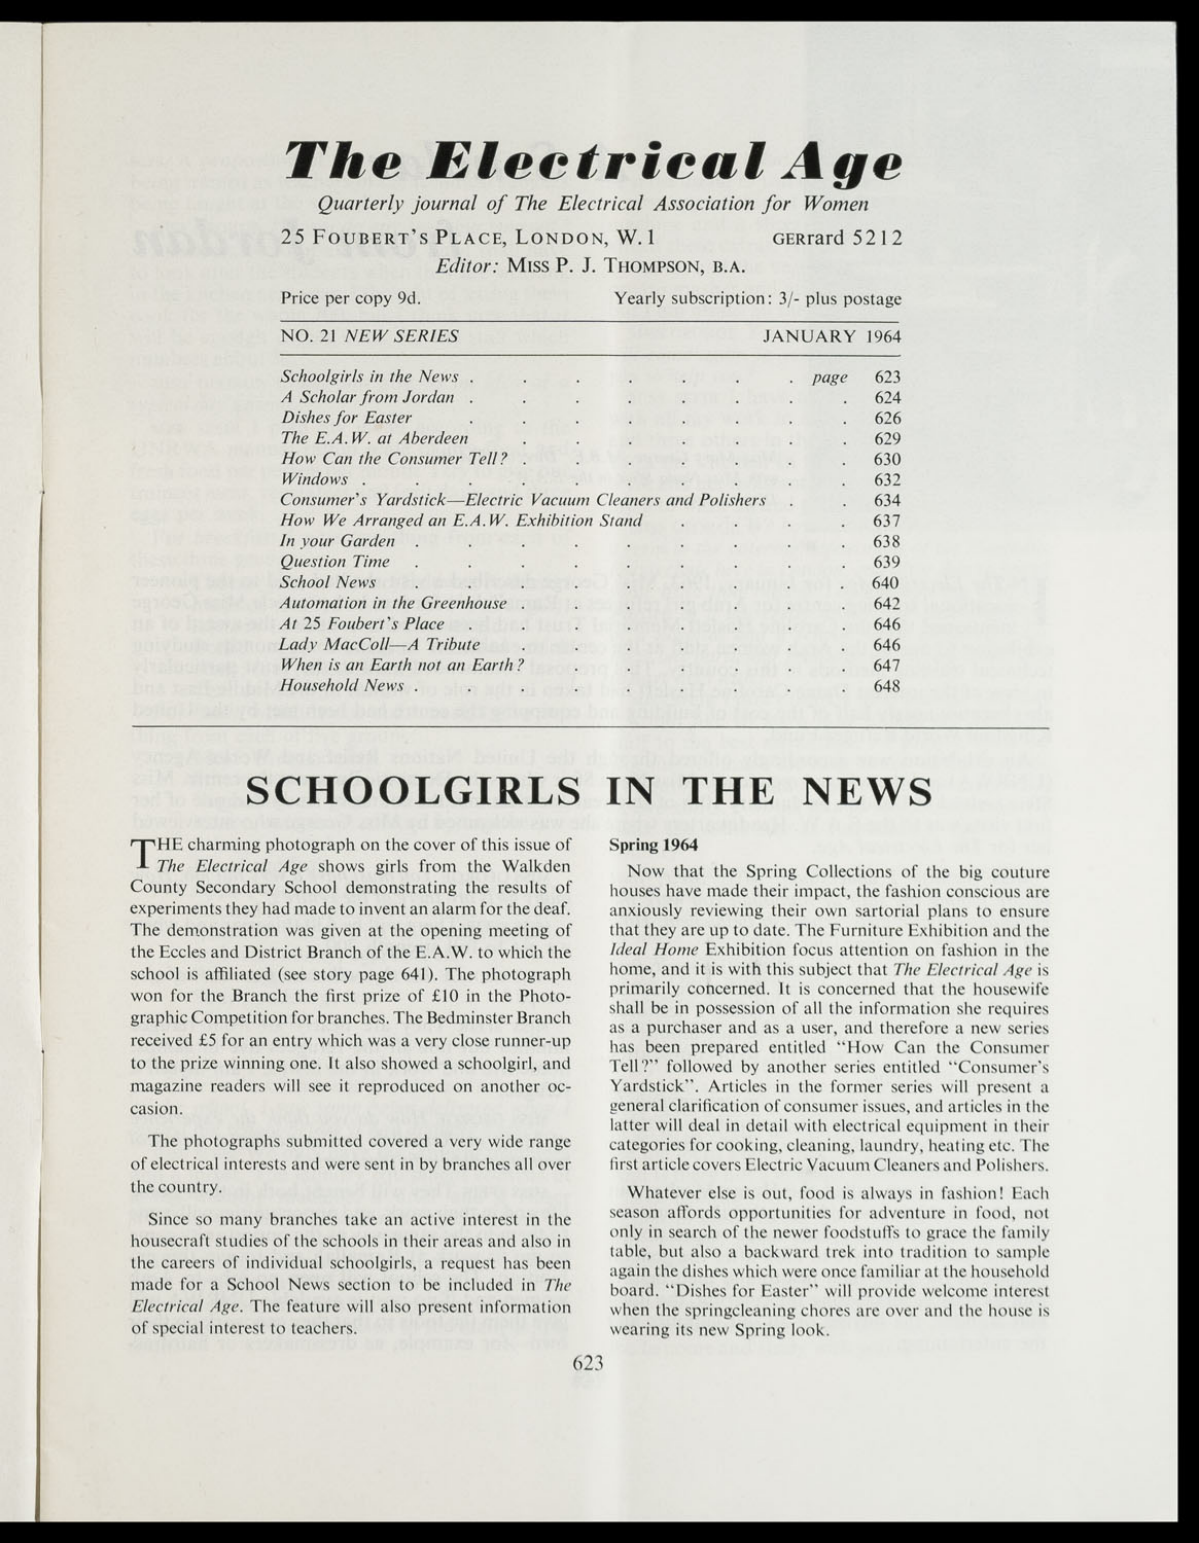 The Electrical Age
Quarterly journal of The Electrical Association for Women
25 FOUBERT'S PLACE, LONDON, W.1 GERrard 5212
Editor: MISS P. J. THOMPSON, B.A.
Price per copy 9d. Yearly subscription: 3/- plus postage
NO. 21 NEW SERIES JANUARY 1964
Schoolgirls in the News . . . . . . . page 623
A Scholar from Jordan . . . . . . . . 624
Dishes for Easter . . . . . . . . 626
The E.A.W. at Aberdeen . . . . . . . 629
How Can the Consumer Tell? . . . . . . . 630
Windows . . . . . . . . . . 632
Consumer's Yardstick—Electric Vacuum Cleaners and Polishers . . 634
How We Arranged an E.A.W. Exhibition Stand . . . . 637
In your Garden . . . . . . . . . 638
Question Time . . . . . . . . . 639
School News . . . . . . . . . 640
Automation in the Greenhouse . . . . . . 642
At 25 Foubert's Place . . . . . . . 646
Lady MacColl—A Tribute . . . . . . . 646
When is an Earth not an Earth? . . . . . . 647
Household News . . . . . . . . . 648
SCHOOLGIRLS IN THE NEWS
THE charming photograph on the cover of this issue of
The Electrical Age shows girls from the Walkden
County Secondary School demonstrating the results of
experiments they had made to invent an alarm for the deaf.
The demonstration was given at the opening meeting of
the Eccles and District Branch of the E.A.W. to which the
school is affiliated (see story page 641). The photograph
won for the Branch the first prize of £10 in the Photo-
graphic Competition for branches. The Bedminster Branch
received £5 for an entry which was a very close runner-up
to the prize winning one. It also showed a schoolgirl, and
magazine readers will see it reproduced on another oc-
casion.
The photographs submitted covered a very wide range
of electrical interests and were sent in by branches all over
the country.
Since so many branches take an active interest in the
housecraft studies of the schools in their areas and also in
the careers of individual schoolgirls, a request has been
made for a School News section to be included in The
Electrical Age. The feature will also present information
of special interest to teachers.
Spring 1964
Now that the Spring Collections of the big couture
houses have made their impact, the fashion conscious are
anxiously reviewing their own sartorial plans to ensure
that they are up to date. The Furniture Exhibition and the
Ideal Home Exhibition focus attention on fashion in the
home, and it is with this subject that The Electrical Age is
primarily concerned. It is concerned that the housewife
shall be in possession of all the information she requires
as a purchaser and as a user, and therefore a new series
has been prepared entitled "How Can the Consumer
Tell?" followed by another series entitled "Consumer's
Yardstick". Articles in the former series will present a
general clarification of consumer issues, and articles in the
latter will deal in detail with electrical equipment in their
categories for cooking, cleaning, laundry, heating etc. The
first article covers Electric Vacuum Cleaners and Polishers.
Whatever else is out, food is always in fashion! Each
season affords opportunities for adventure in food, not
only in search of the newer foodstuffs to grace the family
table, but also a backward trek into tradition to sample
again the dishes which were once familiar at the household
board. "Dishes for Easter" will provide welcome interest
when the springcleaning chores are over and the house is
wearing its new Spring look.
623